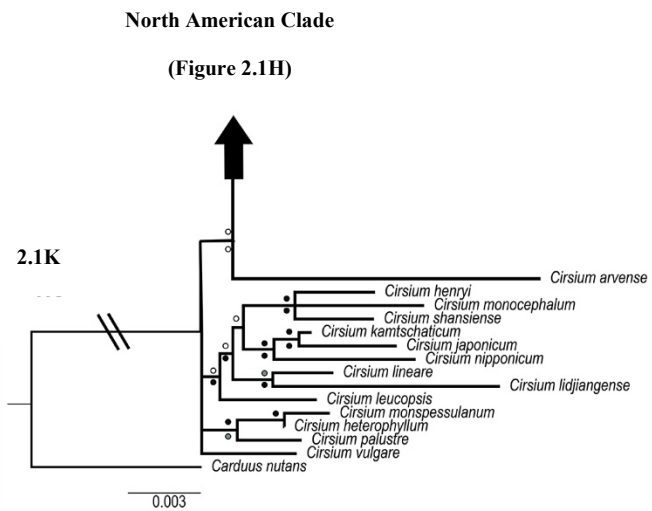 North American Clade
(Figure 2.1H)
2.1K
Cirsium arvense
Cirsium henryi
Cirsium monocephalum
Cirsium shansiense
Cirsium kamtschaticum
Cirsium japonicum
Cirsium nipponicum
Cirsium lineare
Cirsium lidjiangense
Cirsium leucopsis
Cirsium monspessulanum
Cirsium heterophyllum
Cirsium palustre
Cirsium vulgare
Carduus nutans
0.003